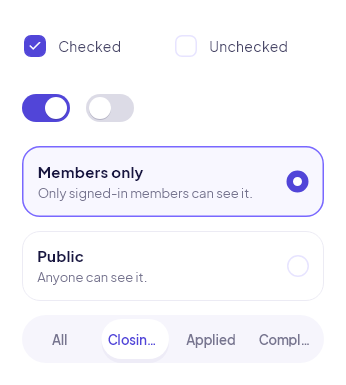 Checked Unchecked
Members only
Only signed-in members can see it.
Public
Anyone can see it.
All Closin... Applied Compl...